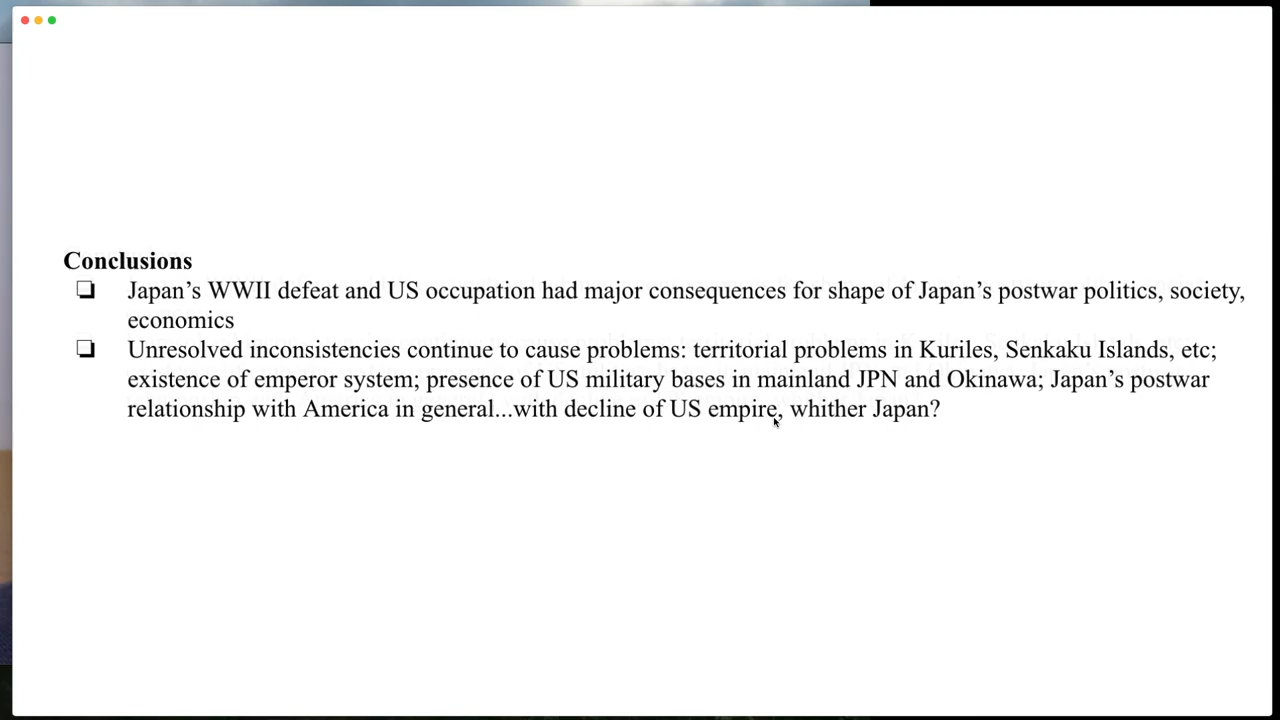 Conclusions
❏ Japan’s WWII defeat and US occupation had major consequences for shape of Japan’s postwar politics, society,
economics
❏ Unresolved inconsistencies continue to cause problems: territorial problems in Kuriles, Senkaku Islands, etc;
existence of emperor system; presence of US military bases in mainland JPN and Okinawa; Japan’s postwar
relationship with America in general...with decline of US empire, whither Japan?